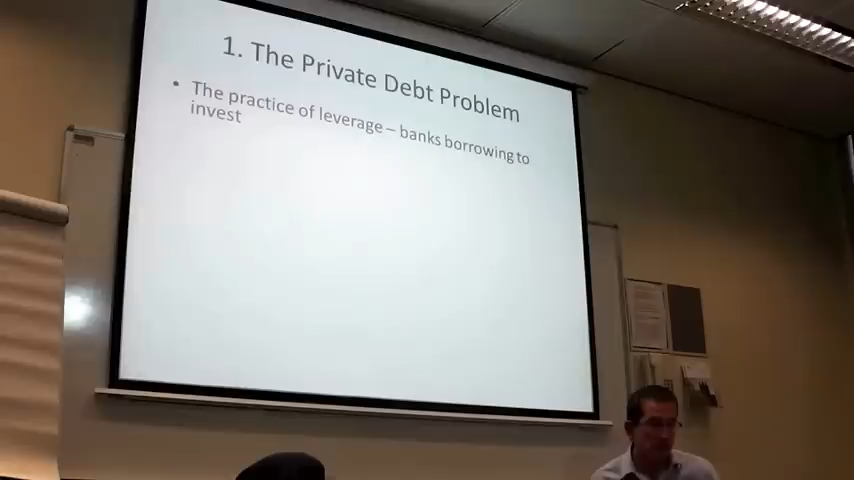 1. The Private Debt Problem
• The practice of leverage – banks borrowing to
invest